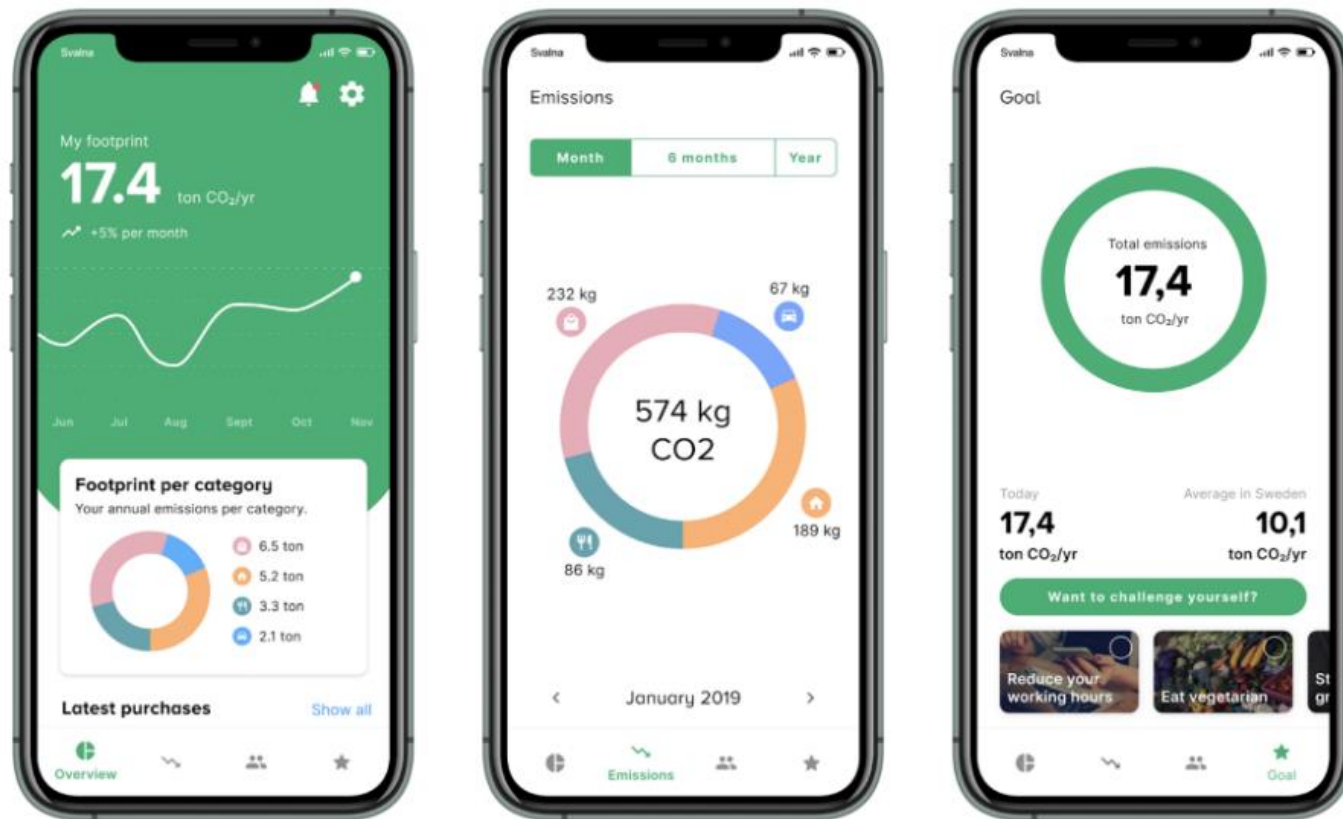 Svalna
My footprint
17.4 ton CO₂/yr
+5% per month
Jun Jul Aug Sept Oct Nov
Footprint per category
Your annual emissions per category.
6.5 ton
5.2 ton
3.3 ton
2.1 ton
Latest purchases Show all
Overview
Svalna
Emissions
Month 6 months Year
232 kg
67 kg
574 kg
CO2
189 kg
86 kg
< January 2019 >
Emissions
Svalna
Goal
Total emissions
17,4
ton CO₂/yr
Today Average in Sweden
17,4 10,1
ton CO₂/yr ton CO₂/yr
Want to challenge yourself?
Reduce your
working hours
Eat vegetarian
St
gr
Goal